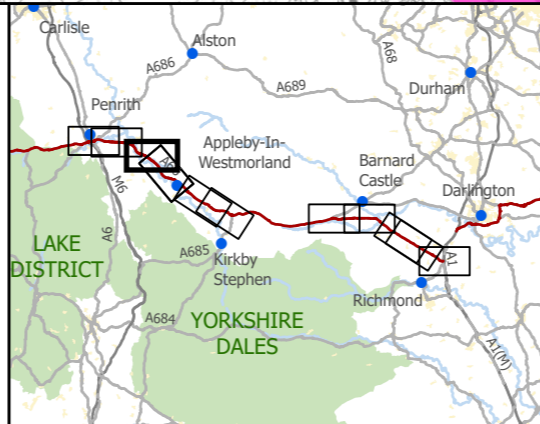 Carlisle
Alston
A68
A686
A689
Durham
Penrith
Appleby-In-
Westmorland
Barnard
Castle
Darlington
M6
A6
LAKE
DISTRICT
A685
Kirkby
Stephen
A1
Richmond
A684
YORKSHIRE
DALES
A1(M)